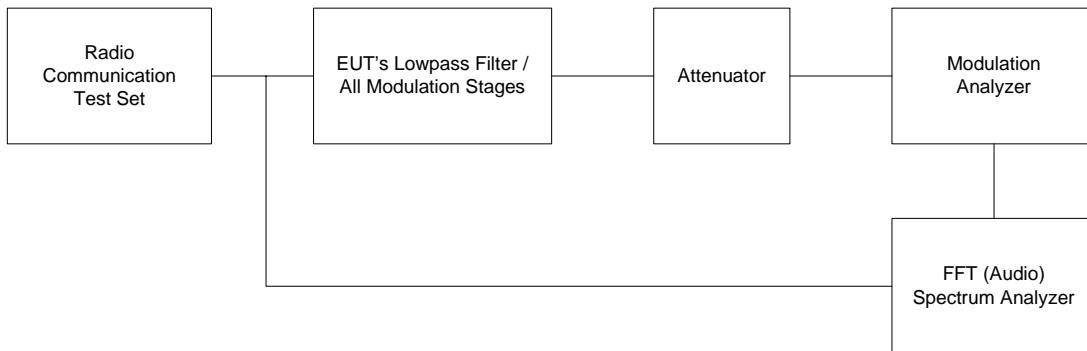 Radio
Communication
Test Set
EUT's Lowpass Filter /
All Modulation Stages
Attenuator
Modulation
Analyzer
FFT (Audio)
Spectrum Analyzer